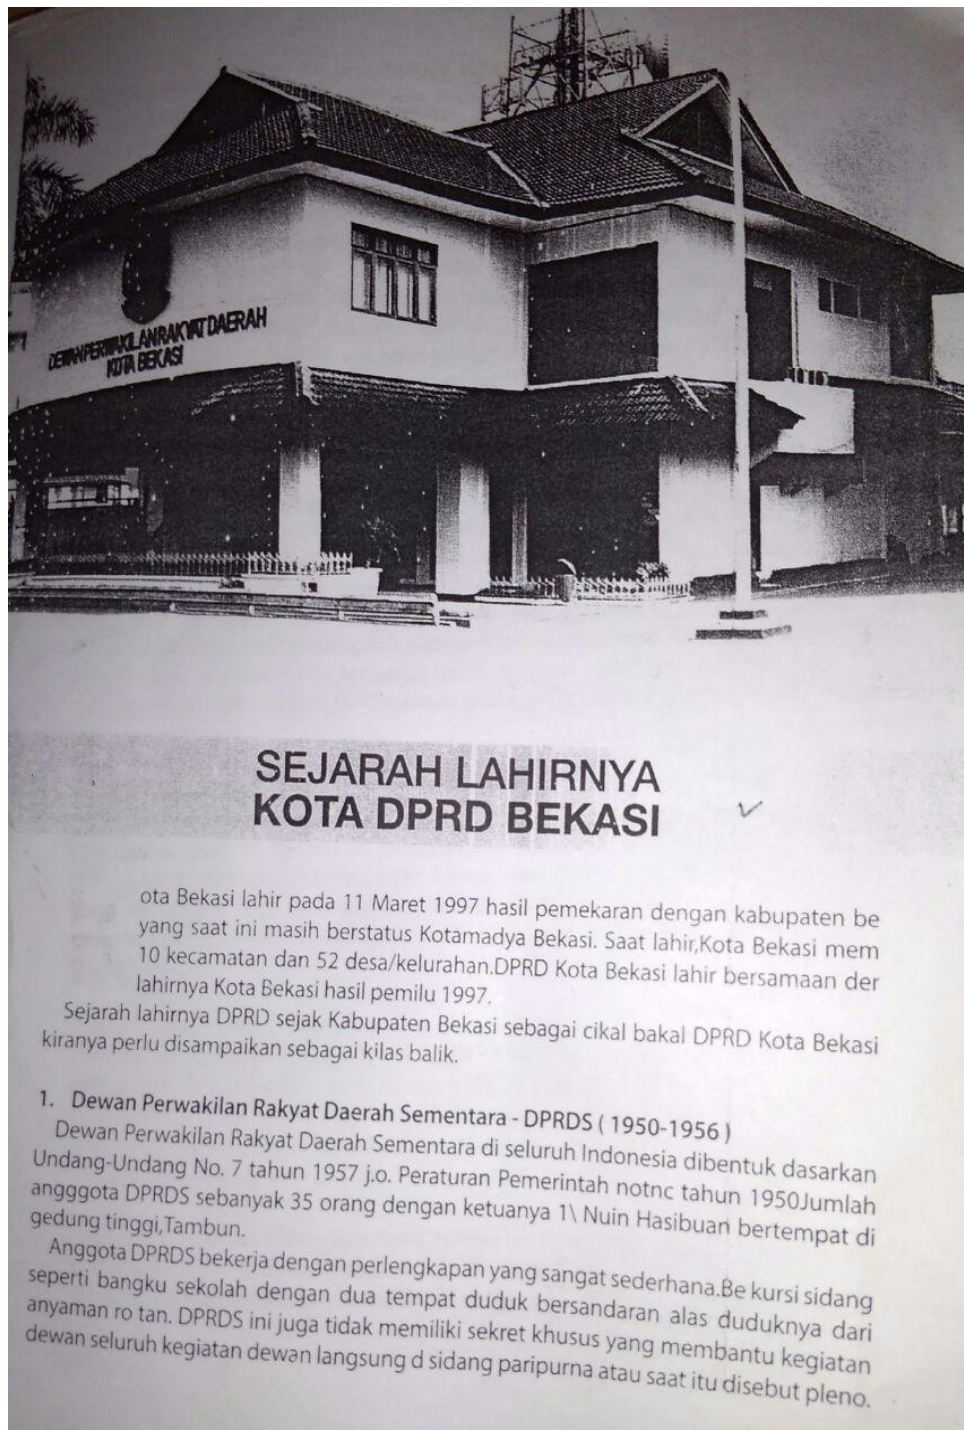 DEWAN PERWAKILAN RAKYAT DAERAH
KOTA BEKASI
SEJARAH LAHIRNYA
KOTA DPRD BEKASI
ota Bekasi lahir pada 11 Maret 1997 hasil pemekaran dengan kabupaten be
yang saat ini masih berstatus Kotamadya Bekasi. Saat lahir,Kota Bekasi mem
10 kecamatan dan 52 desa/kelurahan.DPRD Kota Bekasi lahir bersamaan der
lahirnya Kota Bekasi hasil pemilu 1997.
Sejarah lahirnya DPRD sejak Kabupaten Bekasi sebagai cikal bakal DPRD Kota Bekasi
kiranya perlu disampaikan sebagai kilas balik.
1. Dewan Perwakilan Rakyat Daerah Sementara - DPRDS ( 1950-1956 )
Dewan Perwakilan Rakyat Daerah Sementara di seluruh Indonesia dibentuk dasarkan
Undang-Undang No. 7 tahun 1957 j.o. Peraturan Pemerintah notnc tahun 1950Jumlah
angggota DPRDS sebanyak 35 orang dengan ketuanya 1\ Nuin Hasibuan bertempat di
gedung tinggi,Tambun.
Anggota DPRDS bekerja dengan perlengkapan yang sangat sederhana.Be kursi sidang
seperti bangku sekolah dengan dua tempat duduk bersandaran alas duduknya dari
anyaman ro tan. DPRDS ini juga tidak memiliki sekret khusus yang membantu kegiatan
dewan seluruh kegiatan dewan langsung d sidang paripurna atau saat itu disebut pleno.